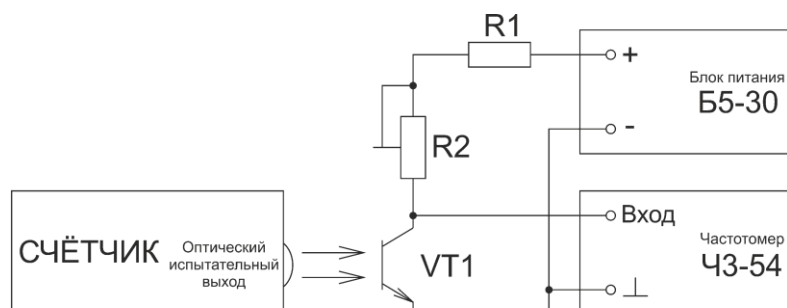 R1
+
Блок питания
Б5-30
-
R2
СЧЁТЧИК
Оптический
испытательный
выход
VT1
Вход
Частотомер
Ч3-54